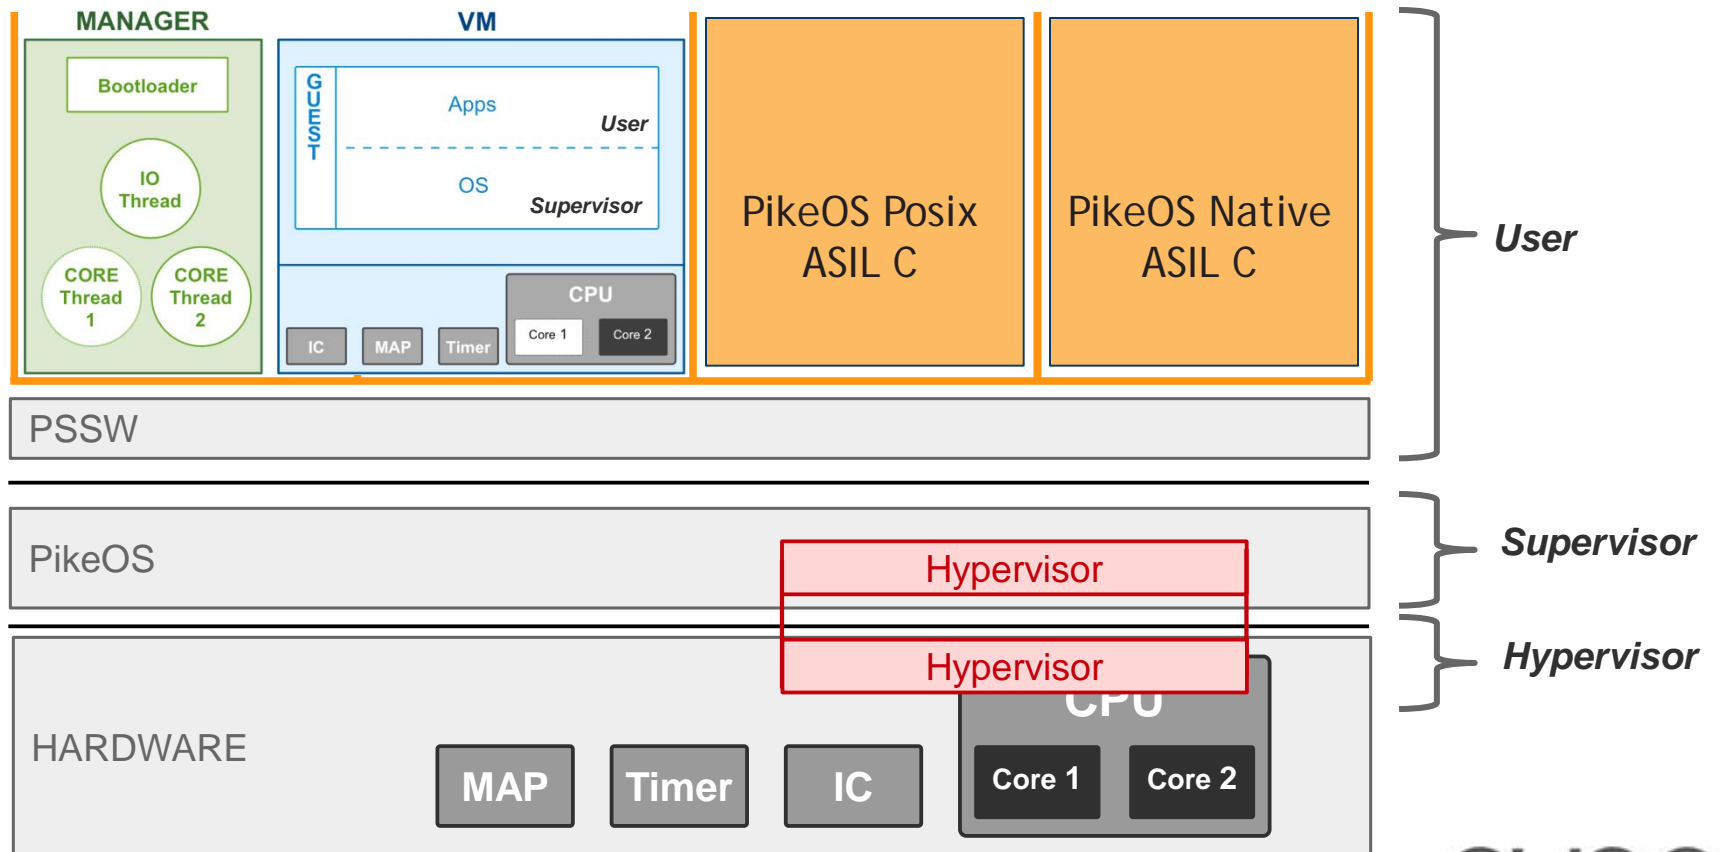 MANAGER
VM
Bootloader
IO
Thread
CORE
Thread
1
CORE
Thread
2
GUEST
Apps
User
OS
Supervisor
CPU
Core 1
Core 2
IC
MAP
Timer
PikeOS Posix
ASIL C
PikeOS Native
ASIL C
User
PSSW
PikeOS
Hypervisor
Supervisor
Hypervisor
Hypervisor
HARDWARE
MAP
Timer
IC
CPU
Core 1
Core 2